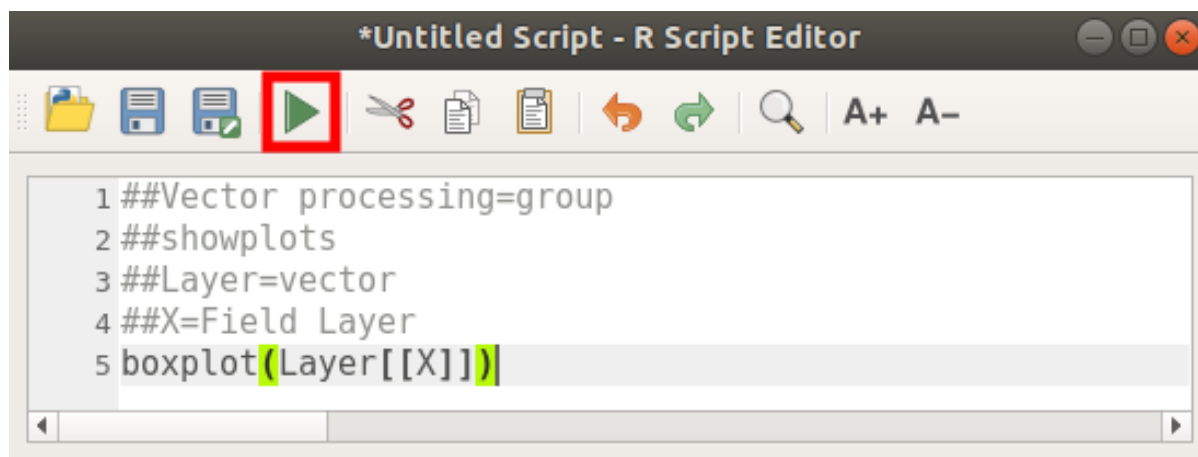 *Untitled Script - R Script Editor
A+ A-
1 ##Vector processing=group
2 ##showplots
3 ##Layer=vector
4 ##X=Field Layer
5 boxplot(Layer[[X]])